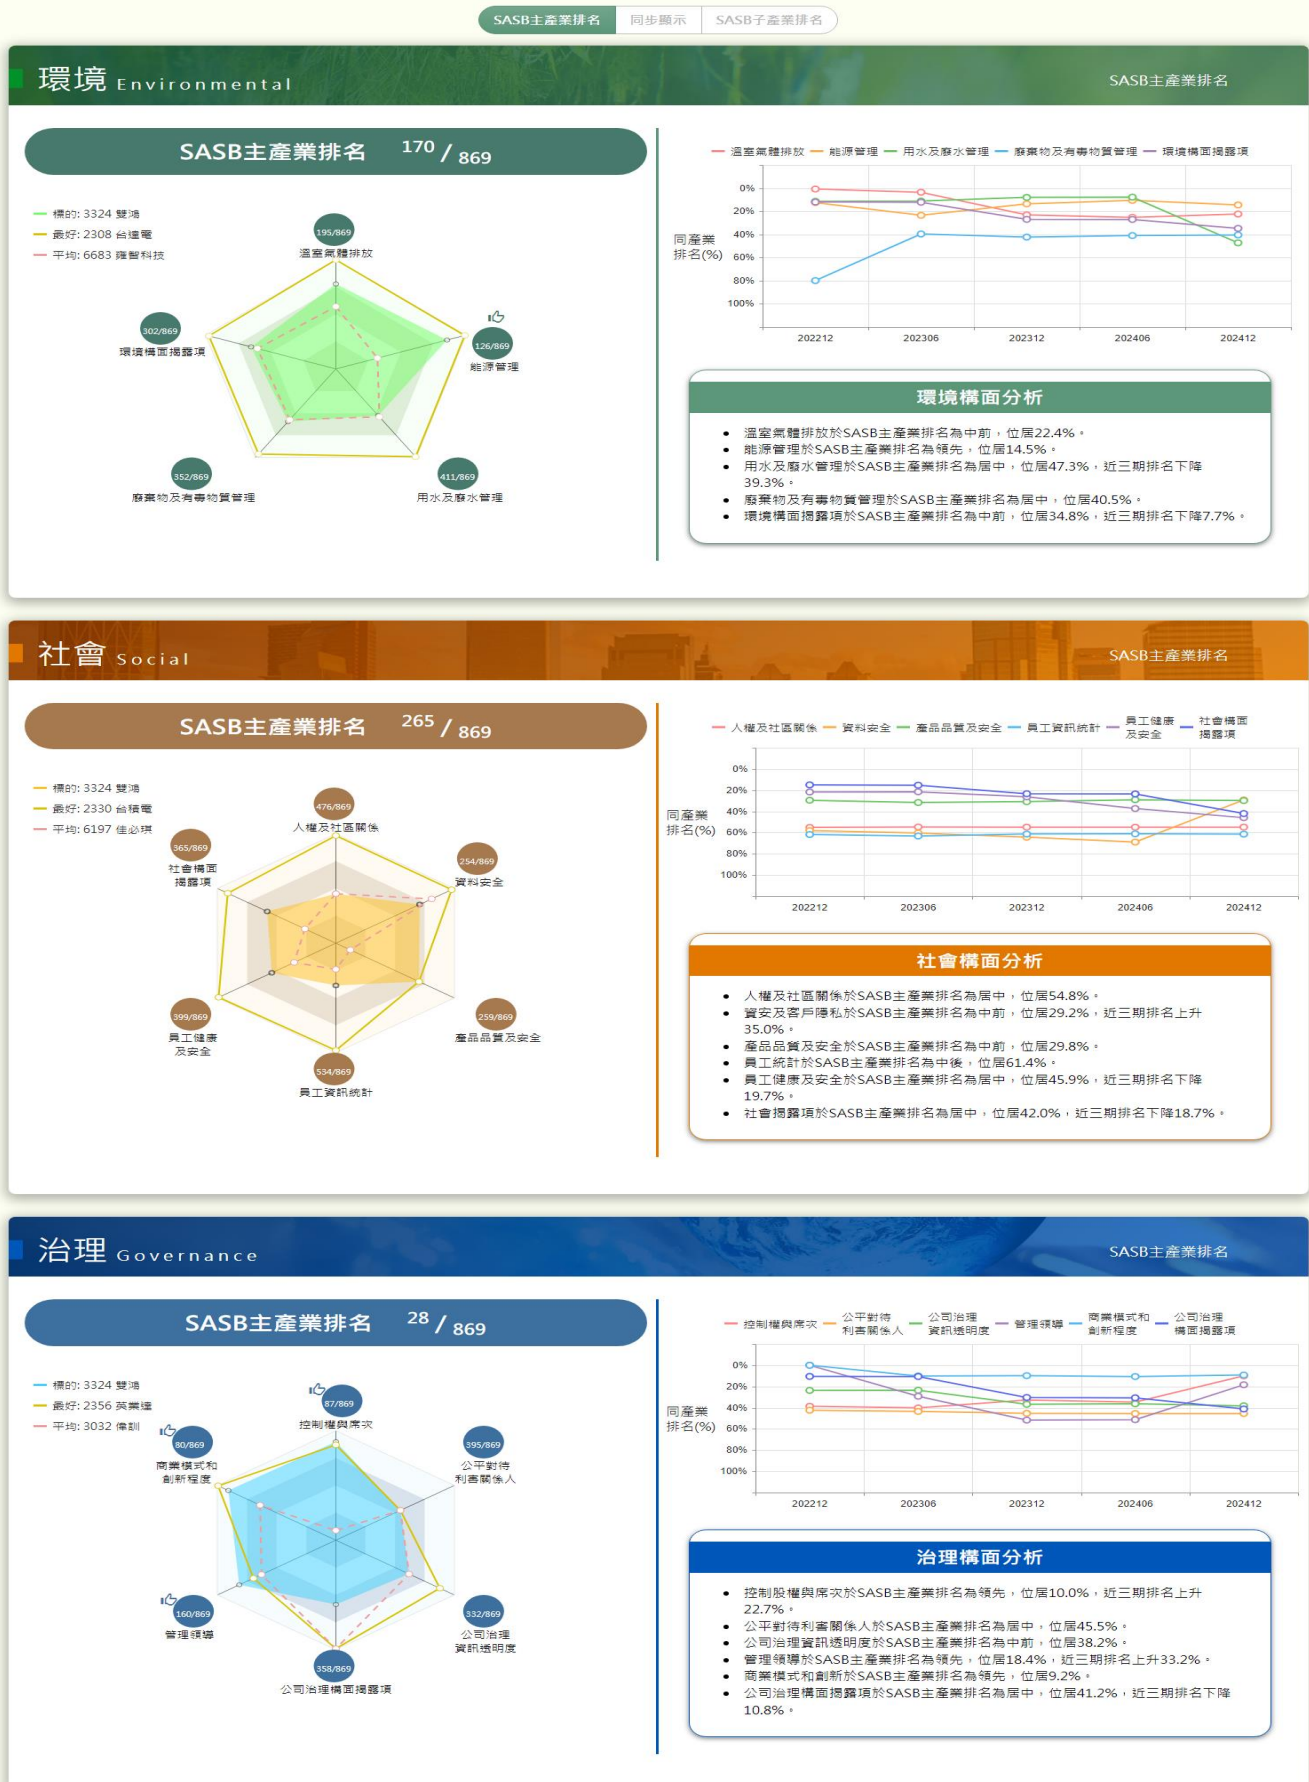 SASB主產業排名 同步顯示 SASB子產業排名
環境 Environmental SASB主產業排名
SASB主產業排名 170 / 869
標的: 3324 雙鴻
最好: 2308 台達電
平均: 6683 雍智科技
195/869
溫室氣體排放
126/869
能源管理
411/869
用水及廢水管理
352/869
廢棄物及有毒物質管理
302/869
環境構面揭露項
溫室氣體排放 能源管理 用水及廢水管理 廢棄物及有毒物質管理 環境構面揭露項
同產業
排名(%)
0%
20%
40%
60%
80%
100%
202212 202306 202312 202406 202412
環境構面分析
• 溫室氣體排放於SASB主產業排名為中前，位居22.4%。
• 能源管理於SASB主產業排名為領先，位居14.5%。
• 用水及廢水管理於SASB主產業排名為居中，位居47.3%，近三期排名下降
39.3%。
• 廢棄物及有毒物質管理於SASB主產業排名為居中，位居40.5%。
• 環境構面揭露項於SASB主產業排名為中前，位居34.8%，近三期排名下降7.7%。
社會 Social SASB主產業排名
SASB主產業排名 265 / 869
標的: 3324 雙鴻
最好: 2330 台積電
平均: 6197 佳必琪
476/869
人權及社區關係
254/869
資料安全
259/869
產品品質及安全
534/869
員工資訊統計
399/869
員工健康
及安全
365/869
社會構面
揭露項
人權及社區關係 資料安全 產品品質及安全 員工資訊統計 員工健康
及安全 社會構面
揭露項
同產業
排名(%)
0%
20%
40%
60%
80%
100%
202212 202306 202312 202406 202412
社會構面分析
• 人權及社區關係於SASB主產業排名為居中，位居54.8%。
• 資安及客戶隱私於SASB主產業排名為中前，位居29.2%，近三期排名上升
35.0%。
• 產品品質及安全於SASB主產業排名為中前，位居29.8%。
• 員工統計於SASB主產業排名為中後，位居61.4%。
• 員工健康及安全於SASB主產業排名為居中，位居45.9%，近三期排名下降
19.7%。
• 社會揭露項於SASB主產業排名為居中，位居42.0%，近三期排名下降18.7%。
治理 Governance SASB主產業排名
SASB主產業排名 28 / 869
標的: 3324 雙鴻
最好: 2356 英業達
平均: 3032 偉訓
87/869
控制權與席次
395/869
公平對待
利害關係人
332/869
公司治理
資訊透明度
358/869
公司治理構面揭露項
160/869
管理領導
80/869
商業模式和
創新程度
控制權與席次 公平對待
利害關係人 公司治理
資訊透明度 管理領導 商業模式和
創新程度 公司治理
構面揭露項
同產業
排名(%)
0%
20%
40%
60%
80%
100%
202212 202306 202312 202406 202412
治理構面分析
• 控制股權與席次於SASB主產業排名為領先，位居10.0%，近三期排名上升
22.7%。
• 公平對待利害關係人於SASB主產業排名為居中，位居45.5%。
• 公司治理資訊透明度於SASB主產業排名為中前，位居38.2%。
• 管理領導於SASB主產業排名為領先，位居18.4%，近三期排名上升33.2%。
• 商業模式和創新於SASB主產業排名為領先，位居9.2%。
• 公司治理構面揭露項於SASB主產業排名為居中，位居41.2%，近三期排名下降
10.8%。